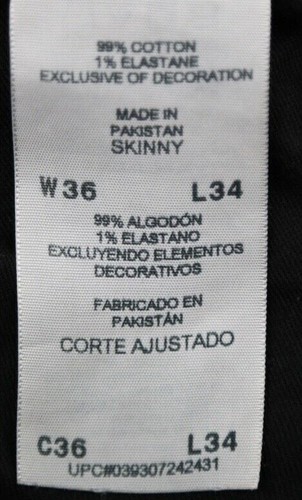 99% COTTON
1% ELASTANE
EXCLUSIVE OF DECORATION
MADE IN
PAKISTAN
SKINNY
W36 L34
99% ALGODÓN
1% ELASTANO
EXCLUYENDO ELEMENTOS
DECORATIVOS
FABRICADO EN
PAKISTÁN
CORTE AJUSTADO
C36 L34
UPC#039307242431